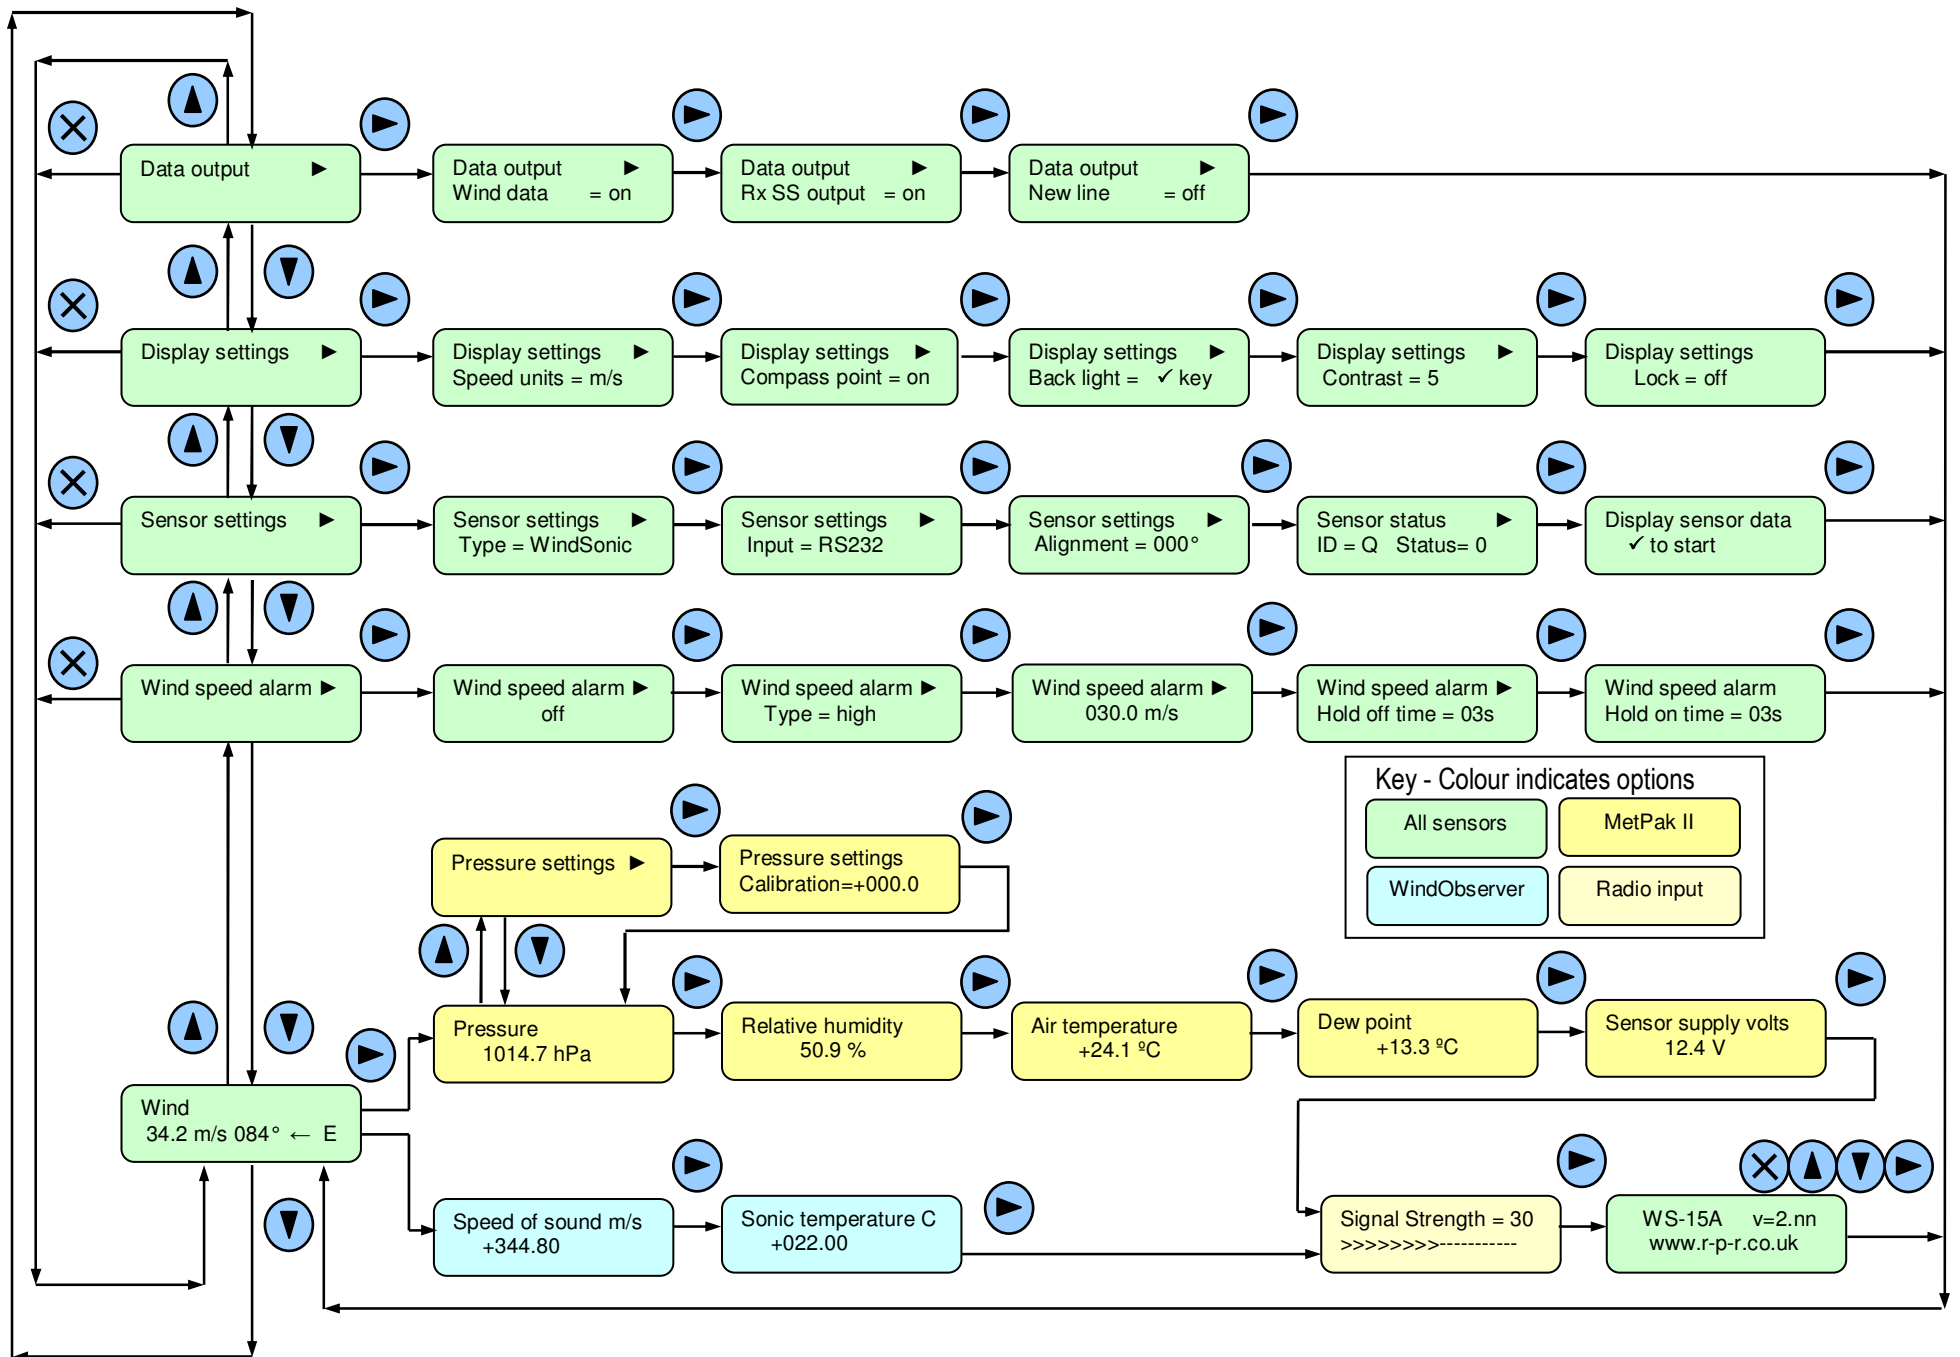 Data output ►
Data output ►
Wind data = on
Data output ►
Rx SS output = on
Data output ►
New line = off
Display settings ►
Display settings ►
Speed units = m/s
Display settings ►
Compass point = on
Display settings ►
Back light = ✓ key
Display settings ►
Contrast = 5
Display settings
Lock = off
Sensor settings ►
Sensor settings ►
Type = WindSonic
Sensor settings ►
Input = RS232
Sensor settings ►
Alignment = 000°
Sensor status ►
ID = Q Status= 0
Display sensor data
✓ to start
Wind speed alarm ►
Wind speed alarm ►
off
Wind speed alarm ►
Type = high
Wind speed alarm ►
030.0 m/s
Wind speed alarm ►
Hold off time = 03s
Wind speed alarm
Hold on time = 03s
Key - Colour indicates options
All sensors
MetPak II
WindObserver
Radio input
Pressure settings ►
Pressure settings
Calibration=+000.0
Pressure
1014.7 hPa
Relative humidity
50.9 %
Air temperature
+24.1 ºC
Dew point
+13.3 ºC
Sensor supply volts
12.4 V
Wind
34.2 m/s 084° ← E
Speed of sound m/s
+344.80
Sonic temperature C
+022.00
Signal Strength = 30
>>>>>>>>-----------
WS-15A v=2.nn
www.r-p-r.co.uk